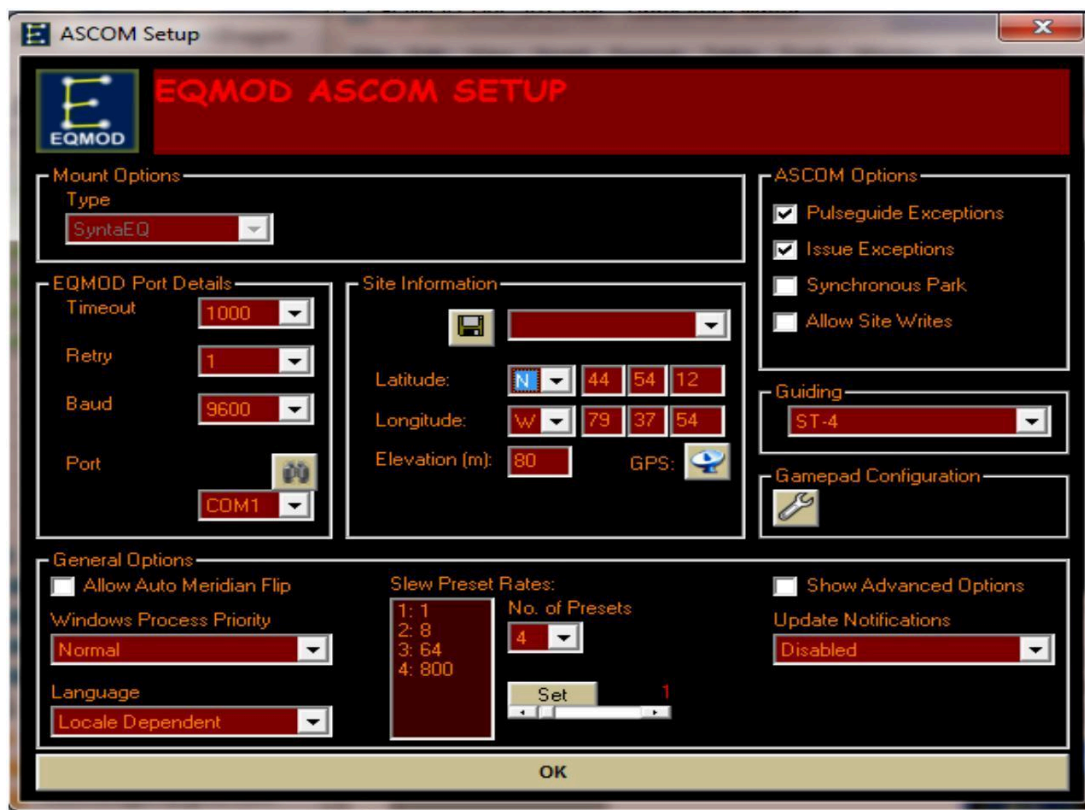 ASCOM Setup
EQMOD
EQMOD ASCOM SETUP
Mount Options
Type
SyntaEQ
ASCOM Options
Pulseguide Exceptions
Issue Exceptions
Synchronous Park
Allow Site Writes
EQMOD Port Details
Timeout 1000
Retry 1
Baud 9600
Port
COM1
Site Information
Latitude: N 44 54 12
Longitude: W 79 37 54
Elevation (m): 80 GPS:
Guiding
ST-4
Gamepad Configuration
General Options
Allow Auto Meridian Flip
Windows Process Priority
Normal
Language
Locale Dependent
Slew Preset Rates:
1: 1
2: 8
3: 64
4: 800
No. of Presets
4
Set 1
Show Advanced Options
Update Notifications
Disabled
OK